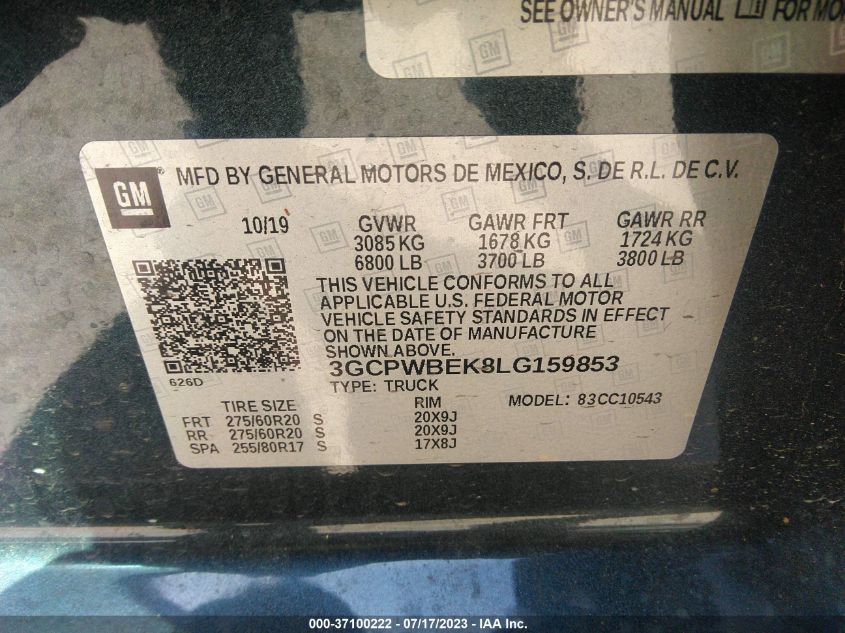 SEE OWNER'S MANUAL FOR
GM
MFD BY GENERAL MOTORS DE MEXICO, S. DE R.L. DE C.V.
10/19 GVWR GAWR FRT GAWR RR
3085 KG 1678 KG 1724 KG
6800 LB 3700 LB 3800 LB
THIS VEHICLE CONFORMS TO ALL
APPLICABLE U.S. FEDERAL MOTOR
VEHICLE SAFETY STANDARDS IN EFFECT
ON THE DATE OF MANUFACTURE
SHOWN ABOVE.
3GCPWBEK8LG159853
626D
TYPE: TRUCK
TIRE SIZE RIM MODEL: 83CC10543
FRT 275/60R20 S 20X9J
RR 275/60R20 S 20X9J
SPA 255/80R17 S 17X8J
000-37100222 - 07/17/2023 - IAA Inc.